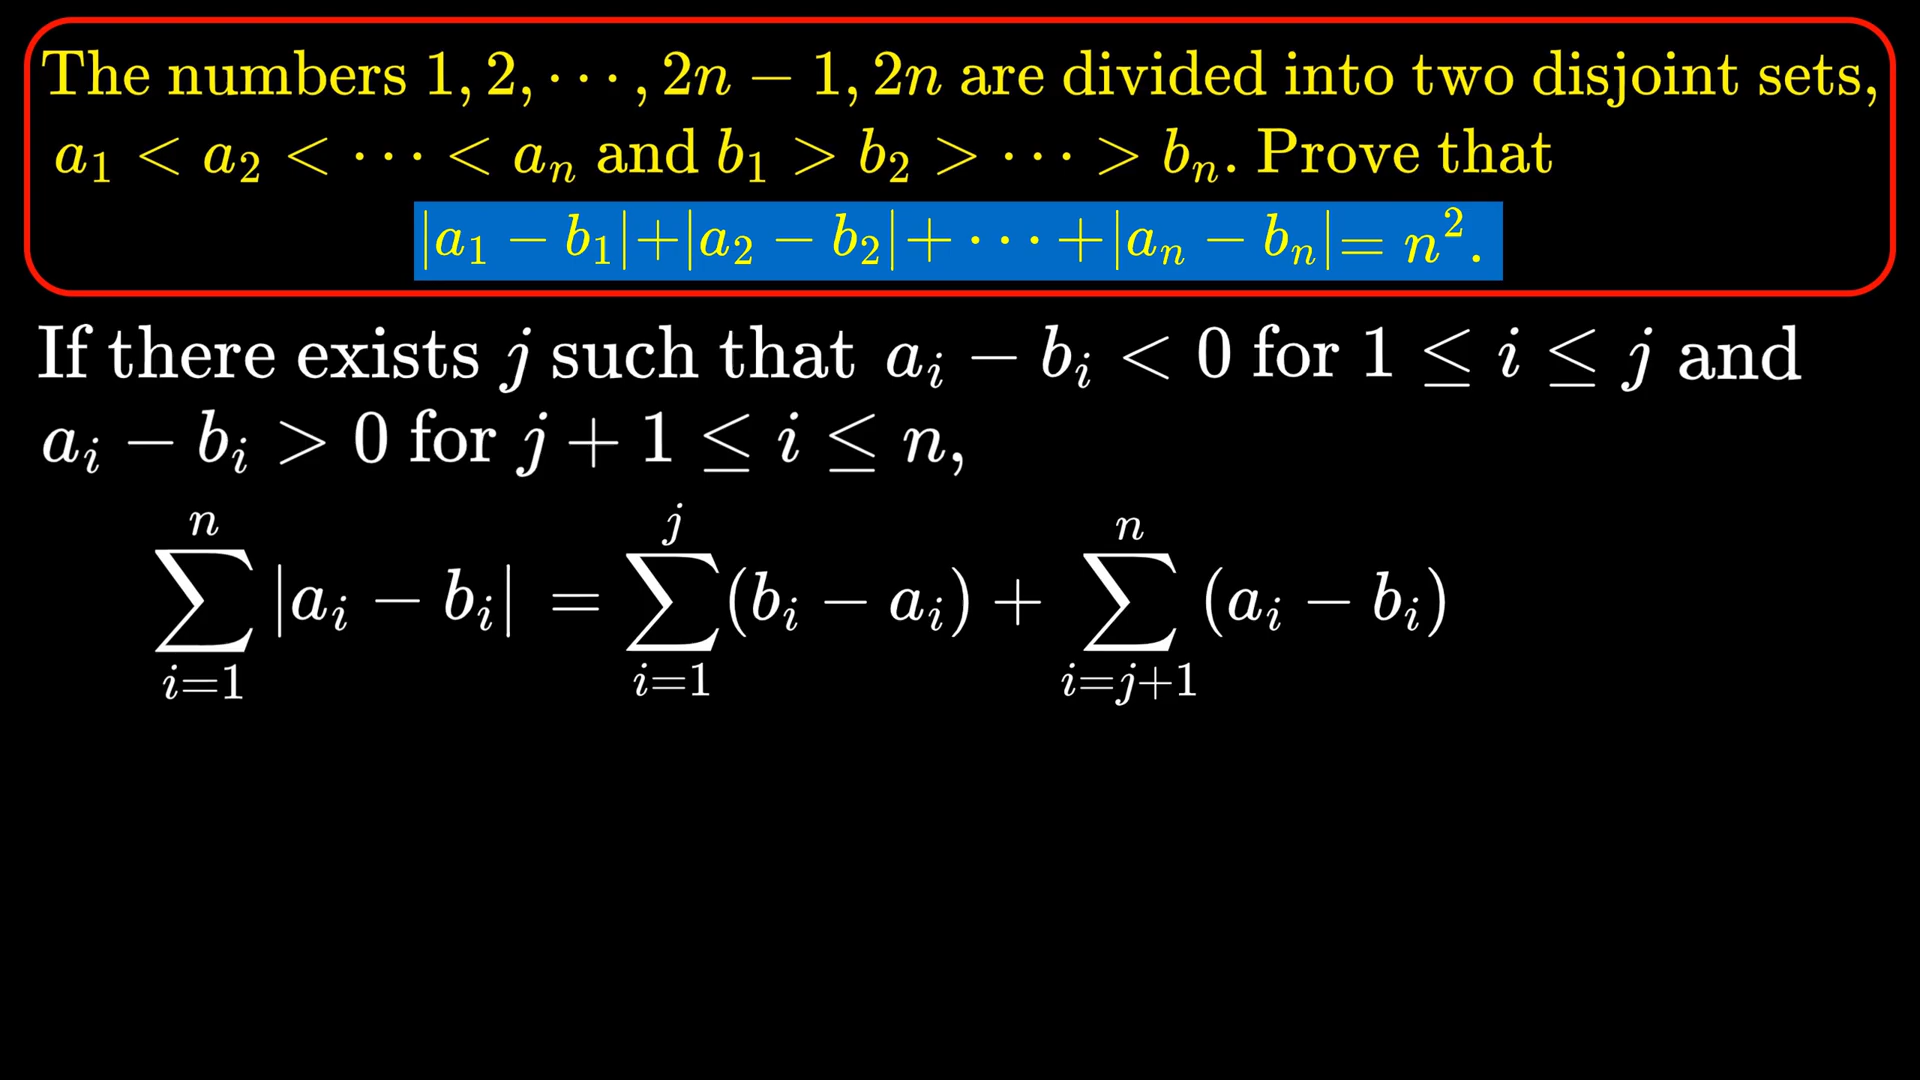 The numbers 1, 2, ⋯, 2n − 1, 2n are divided into two disjoint sets,
a₁ < a₂ < ⋯ < aₙ and b₁ > b₂ > ⋯ > bₙ. Prove that
|a₁ − b₁|+|a₂ − b₂|+⋯+|aₙ − bₙ|= n².
If there exists j such that aᵢ − bᵢ < 0 for 1 ≤ i ≤ j and
aᵢ − bᵢ > 0 for j + 1 ≤ i ≤ n,
∑_{i=1}^{n} |aᵢ − bᵢ| = ∑_{i=1}^{j} (bᵢ − aᵢ) + ∑_{i=j+1}^{n} (aᵢ − bᵢ)